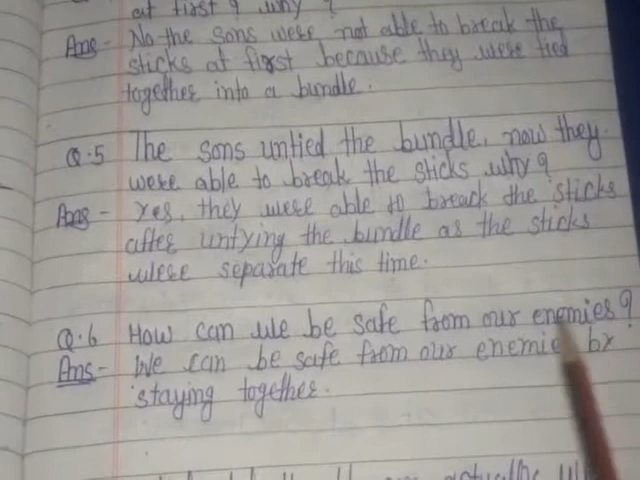 at first? why?
Ans- No the sons were not able to break the
sticks at first because they were tied
together into a bundle.
Q.5 The sons untied the bundle, now they
were able to break the sticks why?
Ans- Yes, they were able to breack the sticks
after untying the bundle as the sticks
were separate this time.
Q.6 How can we be safe from our enemies?
Ans- We can be safe from our enemies by
staying together.
actually